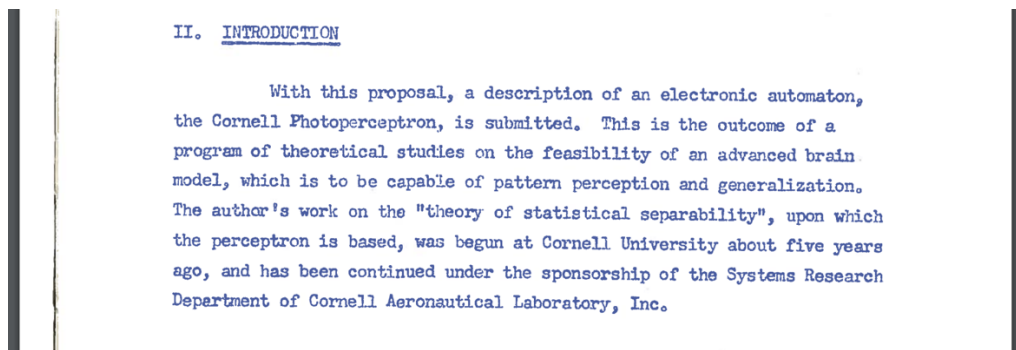 II. INTRODUCTION
With this proposal, a description of an electronic automaton,
the Cornell Photoperceptron, is submitted. This is the outcome of a
program of theoretical studies on the feasibility of an advanced brain
model, which is to be capable of pattern perception and generalization.
The author's work on the "theory of statistical separability", upon which
the perceptron is based, was begun at Cornell University about five years
ago, and has been continued under the sponsorship of the Systems Research
Department of Cornell Aeronautical Laboratory, Inc.